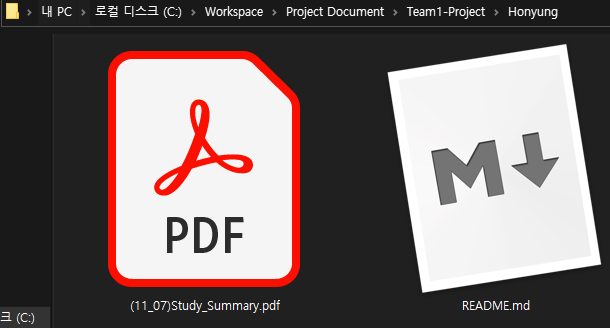 내 PC > 로컬 디스크 (C:) > Workspace > Project Document > Team1-Project > Honyung
PDF
M
(11_07)Study_Summary.pdf
README.md
크 (C:)